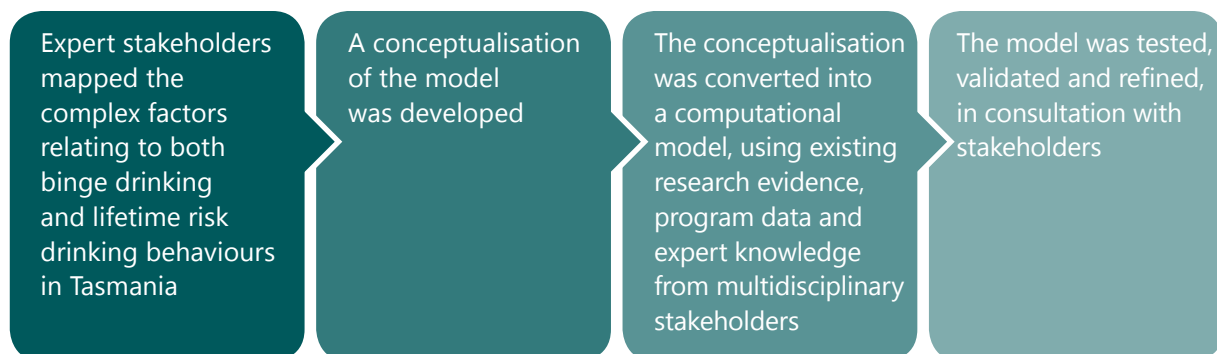 Expert stakeholders
mapped the
complex factors
relating to both
binge drinking
and lifetime risk
drinking behaviours
in Tasmania
A conceptualisation
of the model
was developed
The conceptualisation
was converted into
a computational
model, using existing
research evidence,
program data and
expert knowledge
from multidisciplinary
stakeholders
The model was tested,
validated and refined,
in consultation with
stakeholders